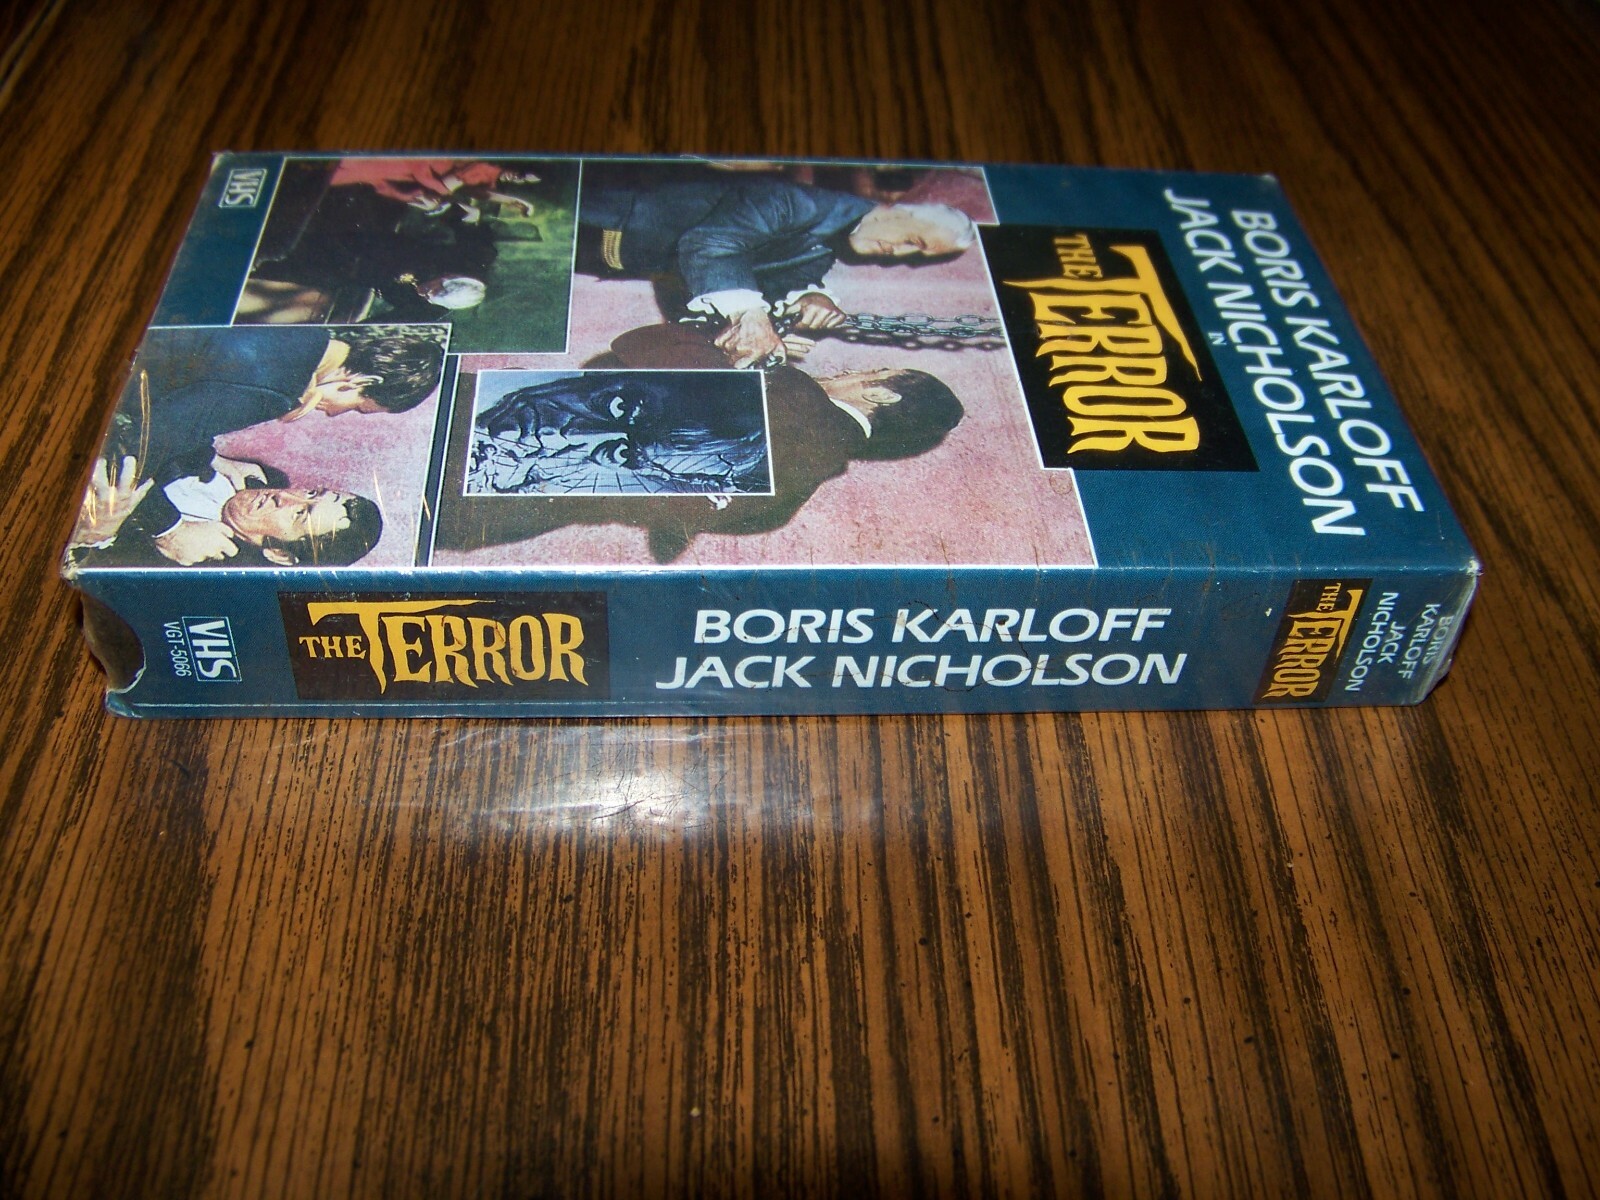 BORIS KARLOFF
JACK NICHOLSON
IN
THE TERROR
VHS
VHS
VGT-5066
THE TERROR
BORIS KARLOFF
JACK NICHOLSON
THE TERROR
BORIS
KARLOFF
JACK
NICHOLSON